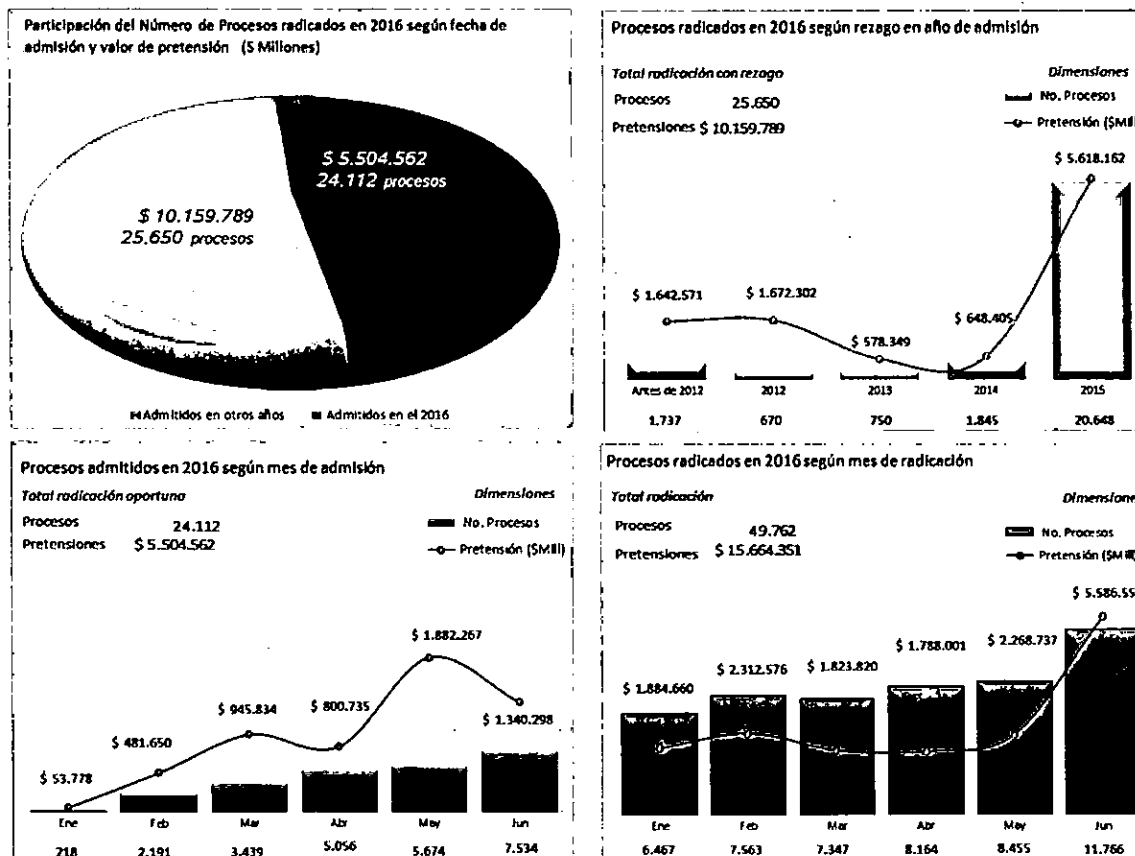 Participación del Número de Procesos radicados en 2016 según fecha de
admisión y valor de pretensión ($ Millones)
$ 5.504.562
24.112 procesos
$ 10.159.789
25.650 procesos
Admitidos en otros años
Admitidos en el 2016
Procesos radicados en 2016 según rezago en año de admisión
Total radicación con rezago
Dimensiones
Procesos 25.650
No. Procesos
Pretensiones $ 10.159.789
Pretensión ($Mill
$ 5.618.162
$ 1.642.571
$ 1.672.302
$ 578.349
$ 648.405
Antes de 2012 2012 2013 2014 2015
1.737 670 750 1.845 20.648
Procesos admitidos en 2016 según mes de admisión
Total radicación oportuna
Dimensiones
Procesos 24.112
No. Procesos
Pretensiones $ 5.504.562
Pretensión ($Mill)
$ 1.882.267
$ 945.834
$ 800.735
$ 1.340.298
$ 481.650
$ 53.778
Ene Feb Mar Abr May Jun
218 2.191 3.439 5.056 5.674 7.534
Procesos radicados en 2016 según mes de radicación
Total radicación
Dimensione
Procesos 49.762
No. Procesos
Pretensiones $ 15.664.351
Pretensión ($Mill
$ 5.586.55
$ 2.312.576
$ 1.823.820
$ 1.788.001
$ 2.268.737
$ 1.884.660
Ene Feb Mar Abr May Jun
6.467 7.563 7.347 8.164 8.455 11.766